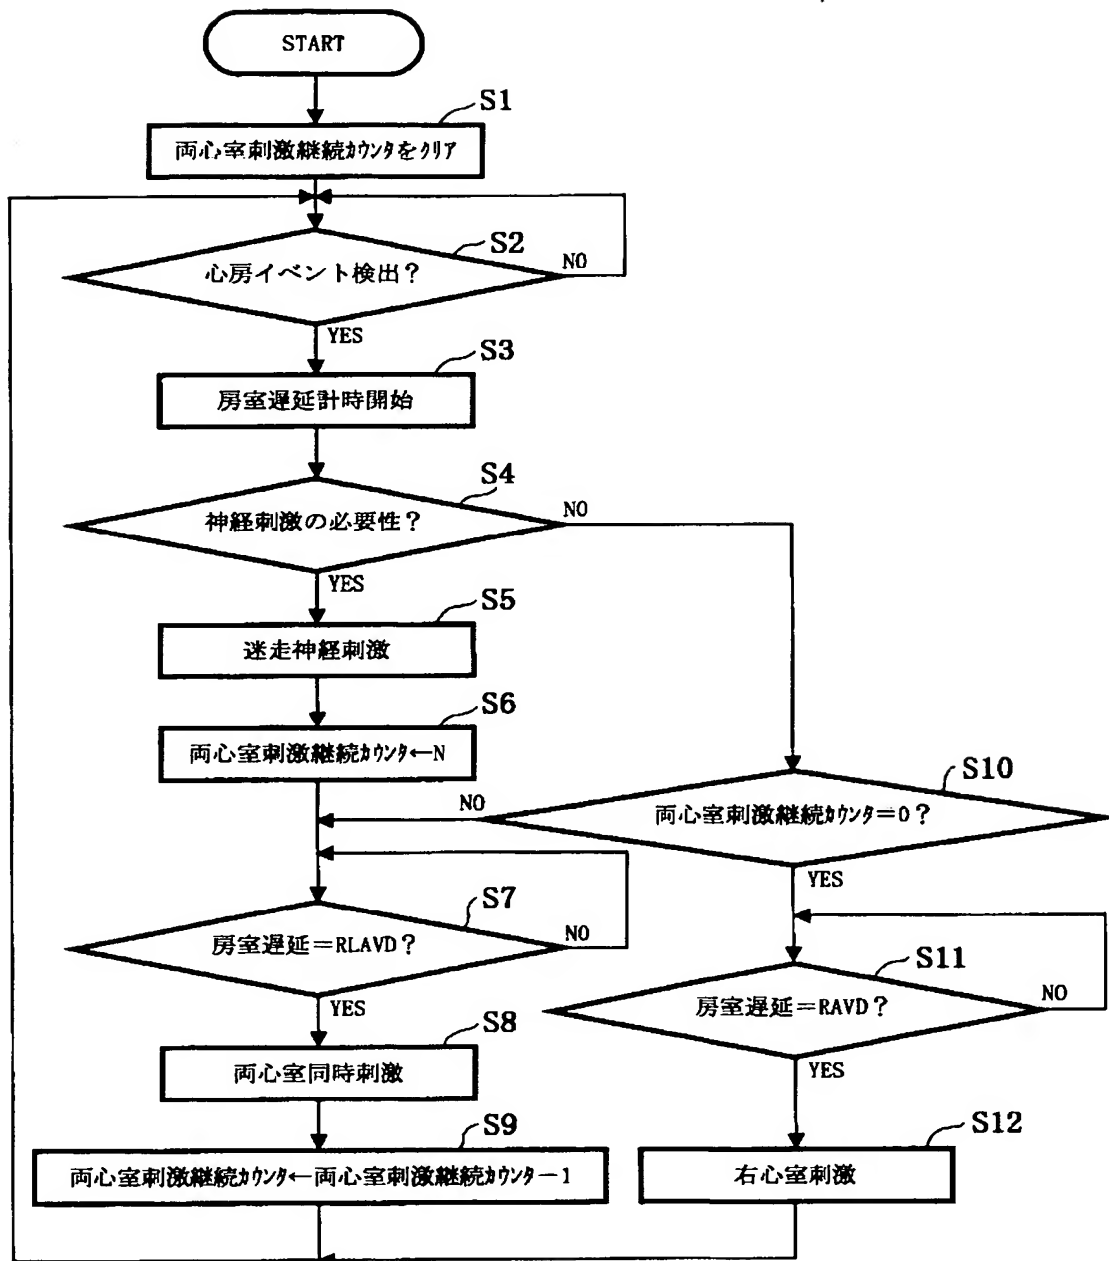 START
S1
両心室刺激継続ｶｳﾝﾀをｸﾘｱ
S2
心房イベント検出？
NO
YES
S3
房室遅延計時開始
S4
神経刺激の必要性？
NO
YES
S5
迷走神経刺激
S6
両心室刺激継続ｶｳﾝﾀ←N
S10
両心室刺激継続ｶｳﾝﾀ＝0？
NO
YES
S7
房室遅延＝RLAVD？
NO
YES
S11
房室遅延＝RAVD？
NO
YES
S8
両心室同時刺激
S9
両心室刺激継続ｶｳﾝﾀ←両心室刺激継続ｶｳﾝﾀ－1
S12
右心室刺激